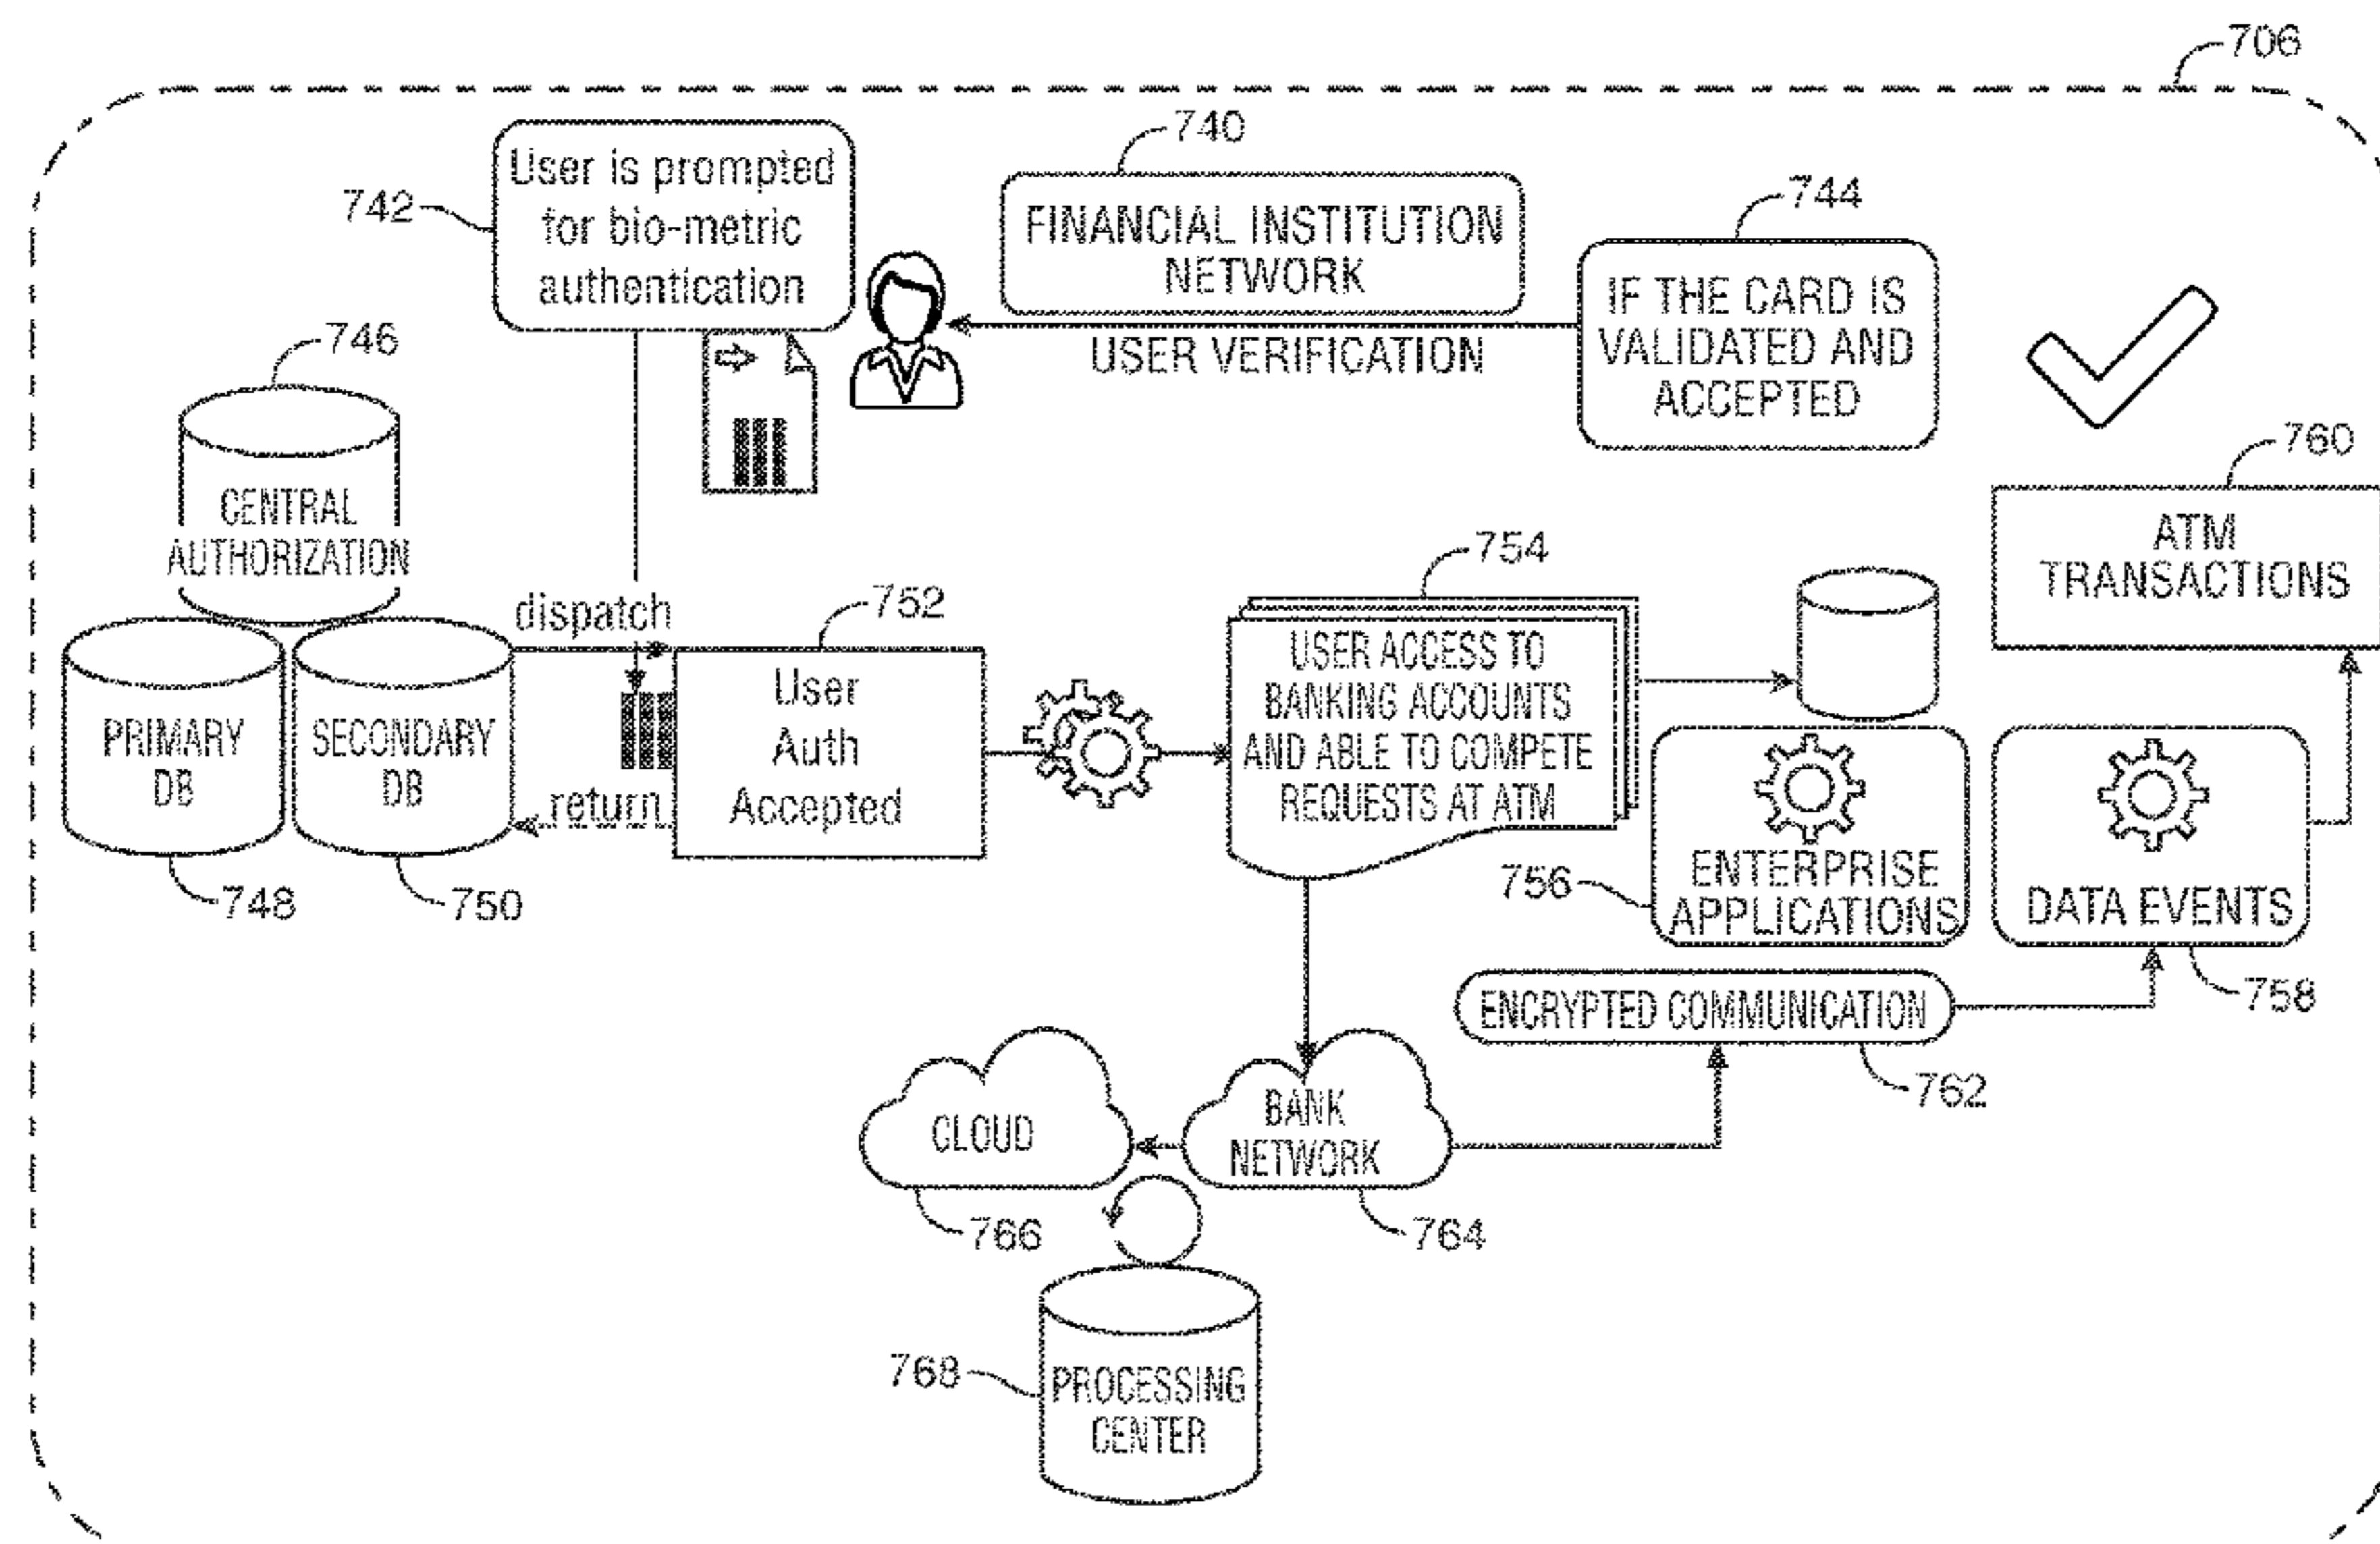 706
740
User is prompted
for bio-metric
authentication
742
FINANCIAL INSTITUTION
NETWORK
744
IF THE CARD IS
VALIDATED AND
ACCEPTED
USER VERIFICATION
746
CENTRAL
AUTHORIZATION
760
ATM
TRANSACTIONS
754
752
dispatch
PRIMARY
DB
SECONDARY
DB
User
Auth
Accepted
return
USER ACCESS TO
BANKING ACCOUNTS
AND ABLE TO COMPETE
REQUESTS AT ATM
748
750
756
ENTERPRISE
APPLICATIONS
DATA EVENTS
758
ENCRYPTED COMMUNICATION
762
CLOUD
BANK
NETWORK
766
764
768
PROCESSING
CENTER